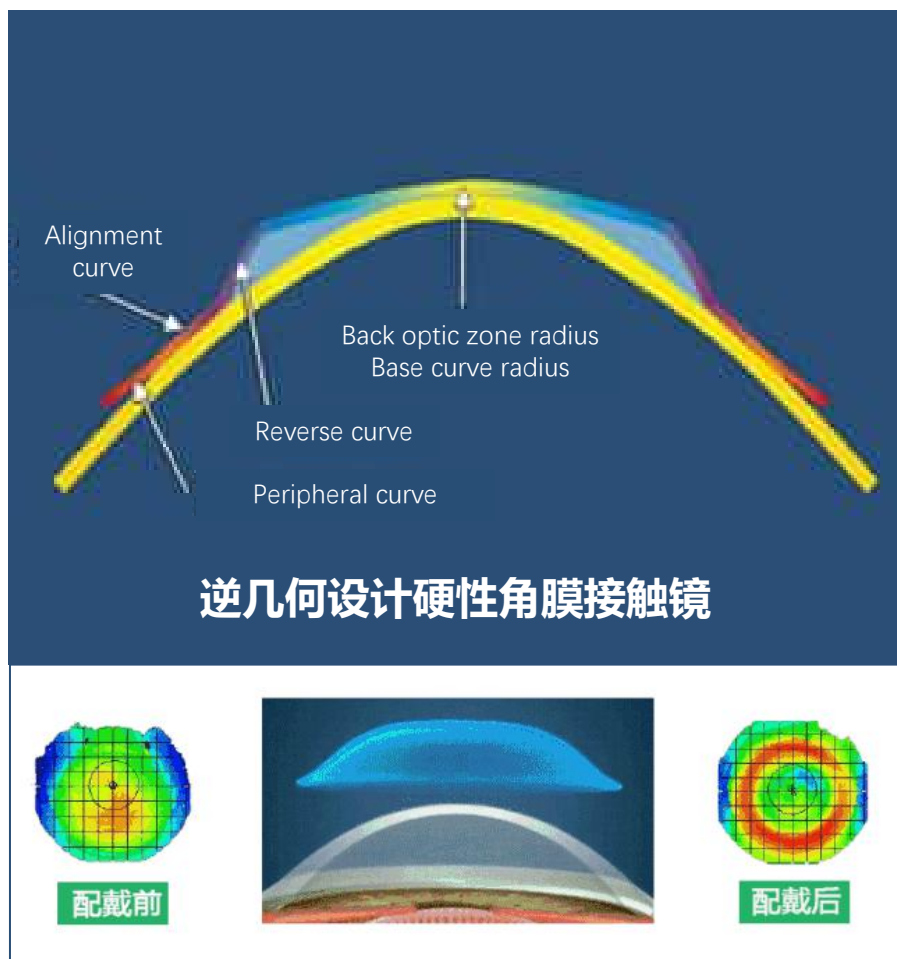 Alignment
curve
Back optic zone radius
Base curve radius
Reverse curve
Peripheral curve
逆几何设计硬性角膜接触镜
配戴前
配戴后